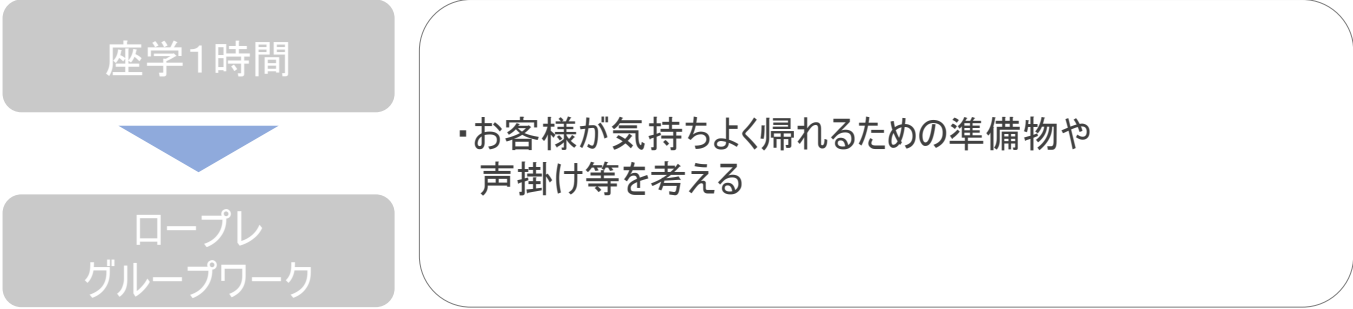 座学１時間
ロープレ
グループワーク
・お客様が気持ちよく帰れるための準備物や
声掛け等を考える